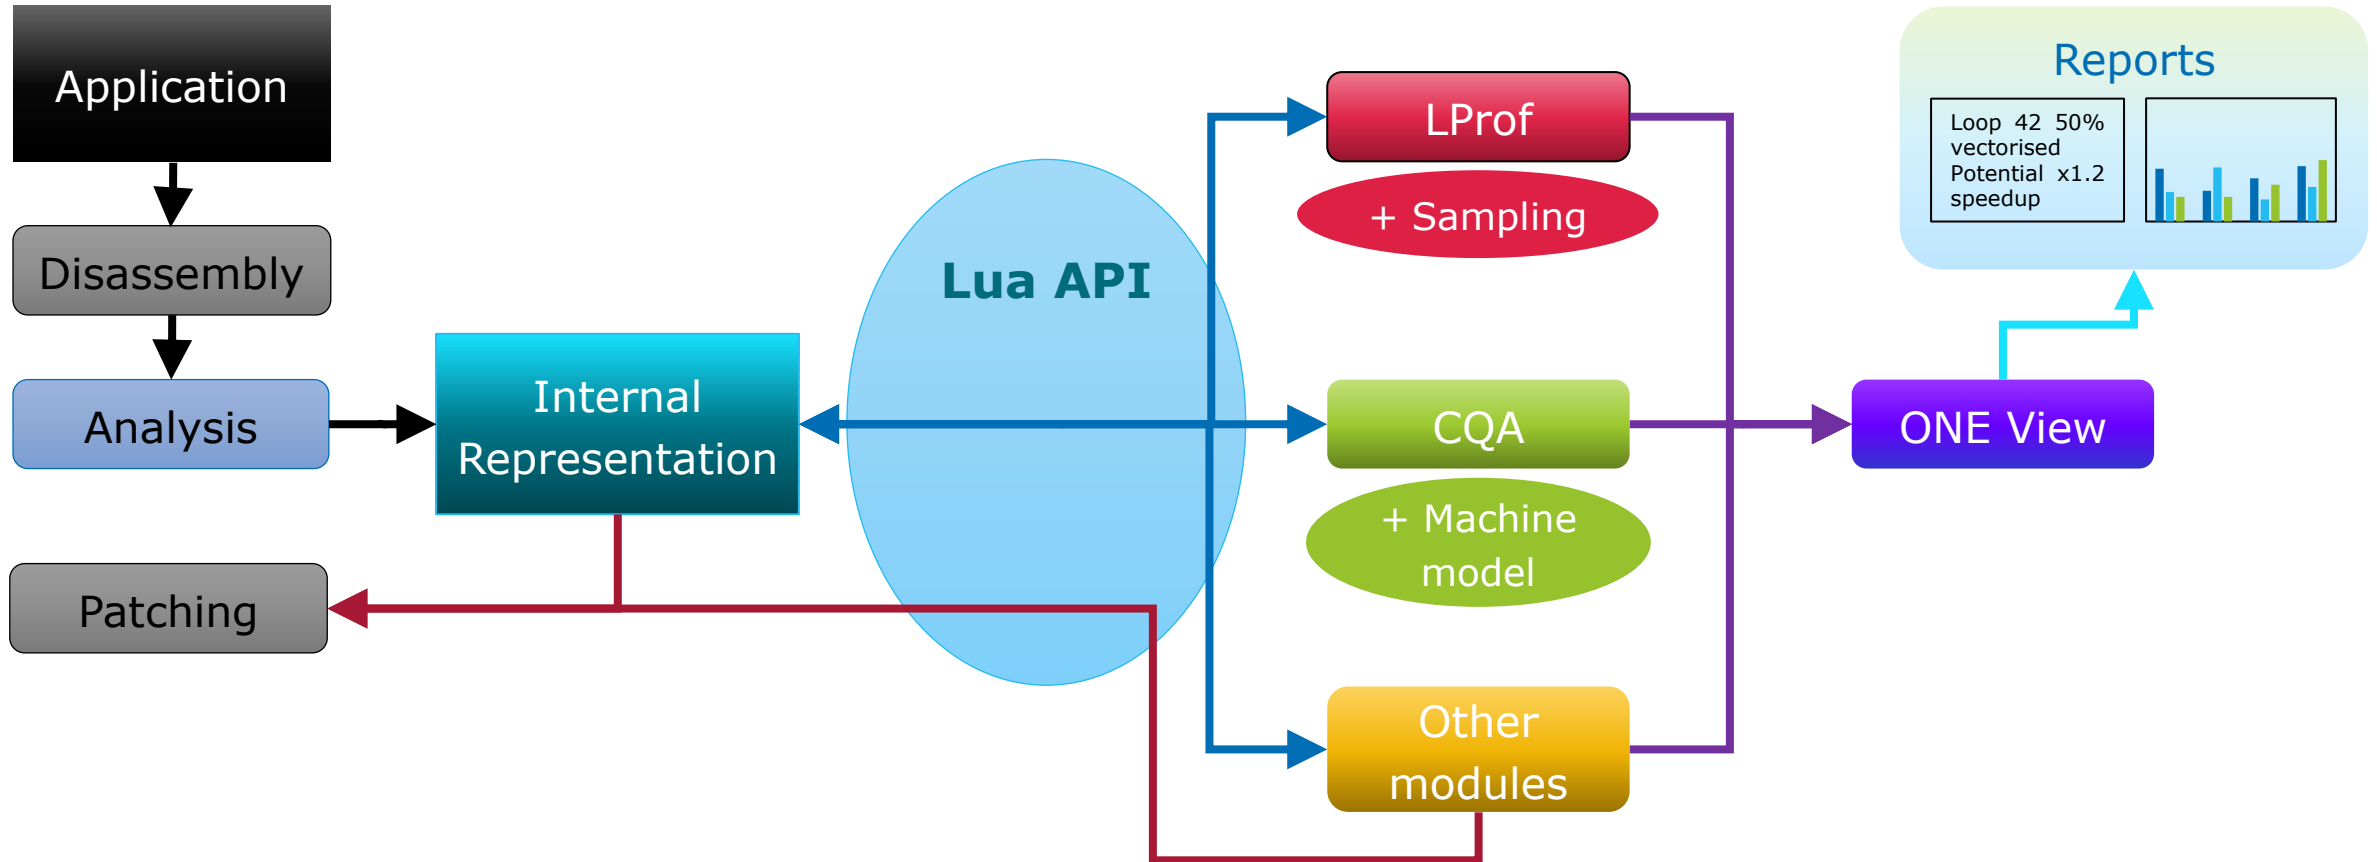 Application
Disassembly
Analysis
Patching
Internal
Representation
Lua API
LProf
+ Sampling
CQA
+ Machine
model
Other
modules
ONE View
Reports
Loop 42 50%
vectorised
Potential x1.2
speedup